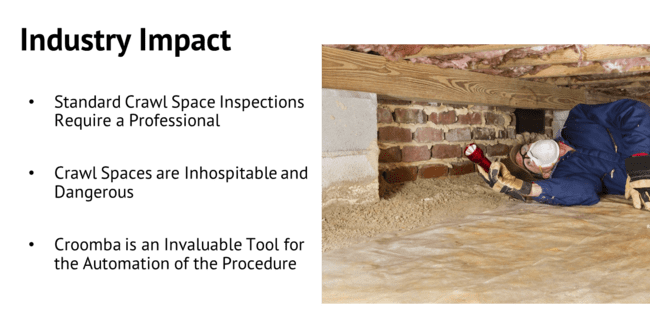 Industry Impact
• Standard Crawl Space Inspections
Require a Professional
• Crawl Spaces are Inhospitable and
Dangerous
• Croomba is an Invaluable Tool for
the Automation of the Procedure